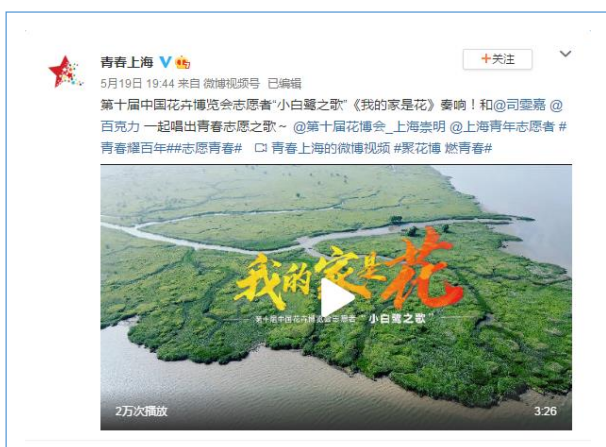 青春上海
+关注
5月19日 19:44 来自 微博视频号 已编辑
第十届中国花卉博览会志愿者“小白鹭之歌”《我的家是花》奏响！和@司雯嘉 @
百克力 一起唱出青春志愿之歌~ @第十届花博会_上海崇明 @上海青年志愿者 #
青春耀百年##志愿青春# 青春上海的微博视频 #聚花博 燃青春#
我的家是花
第十届中国花卉博览会志愿者 “小白鹭之歌”
2万次播放
3:26